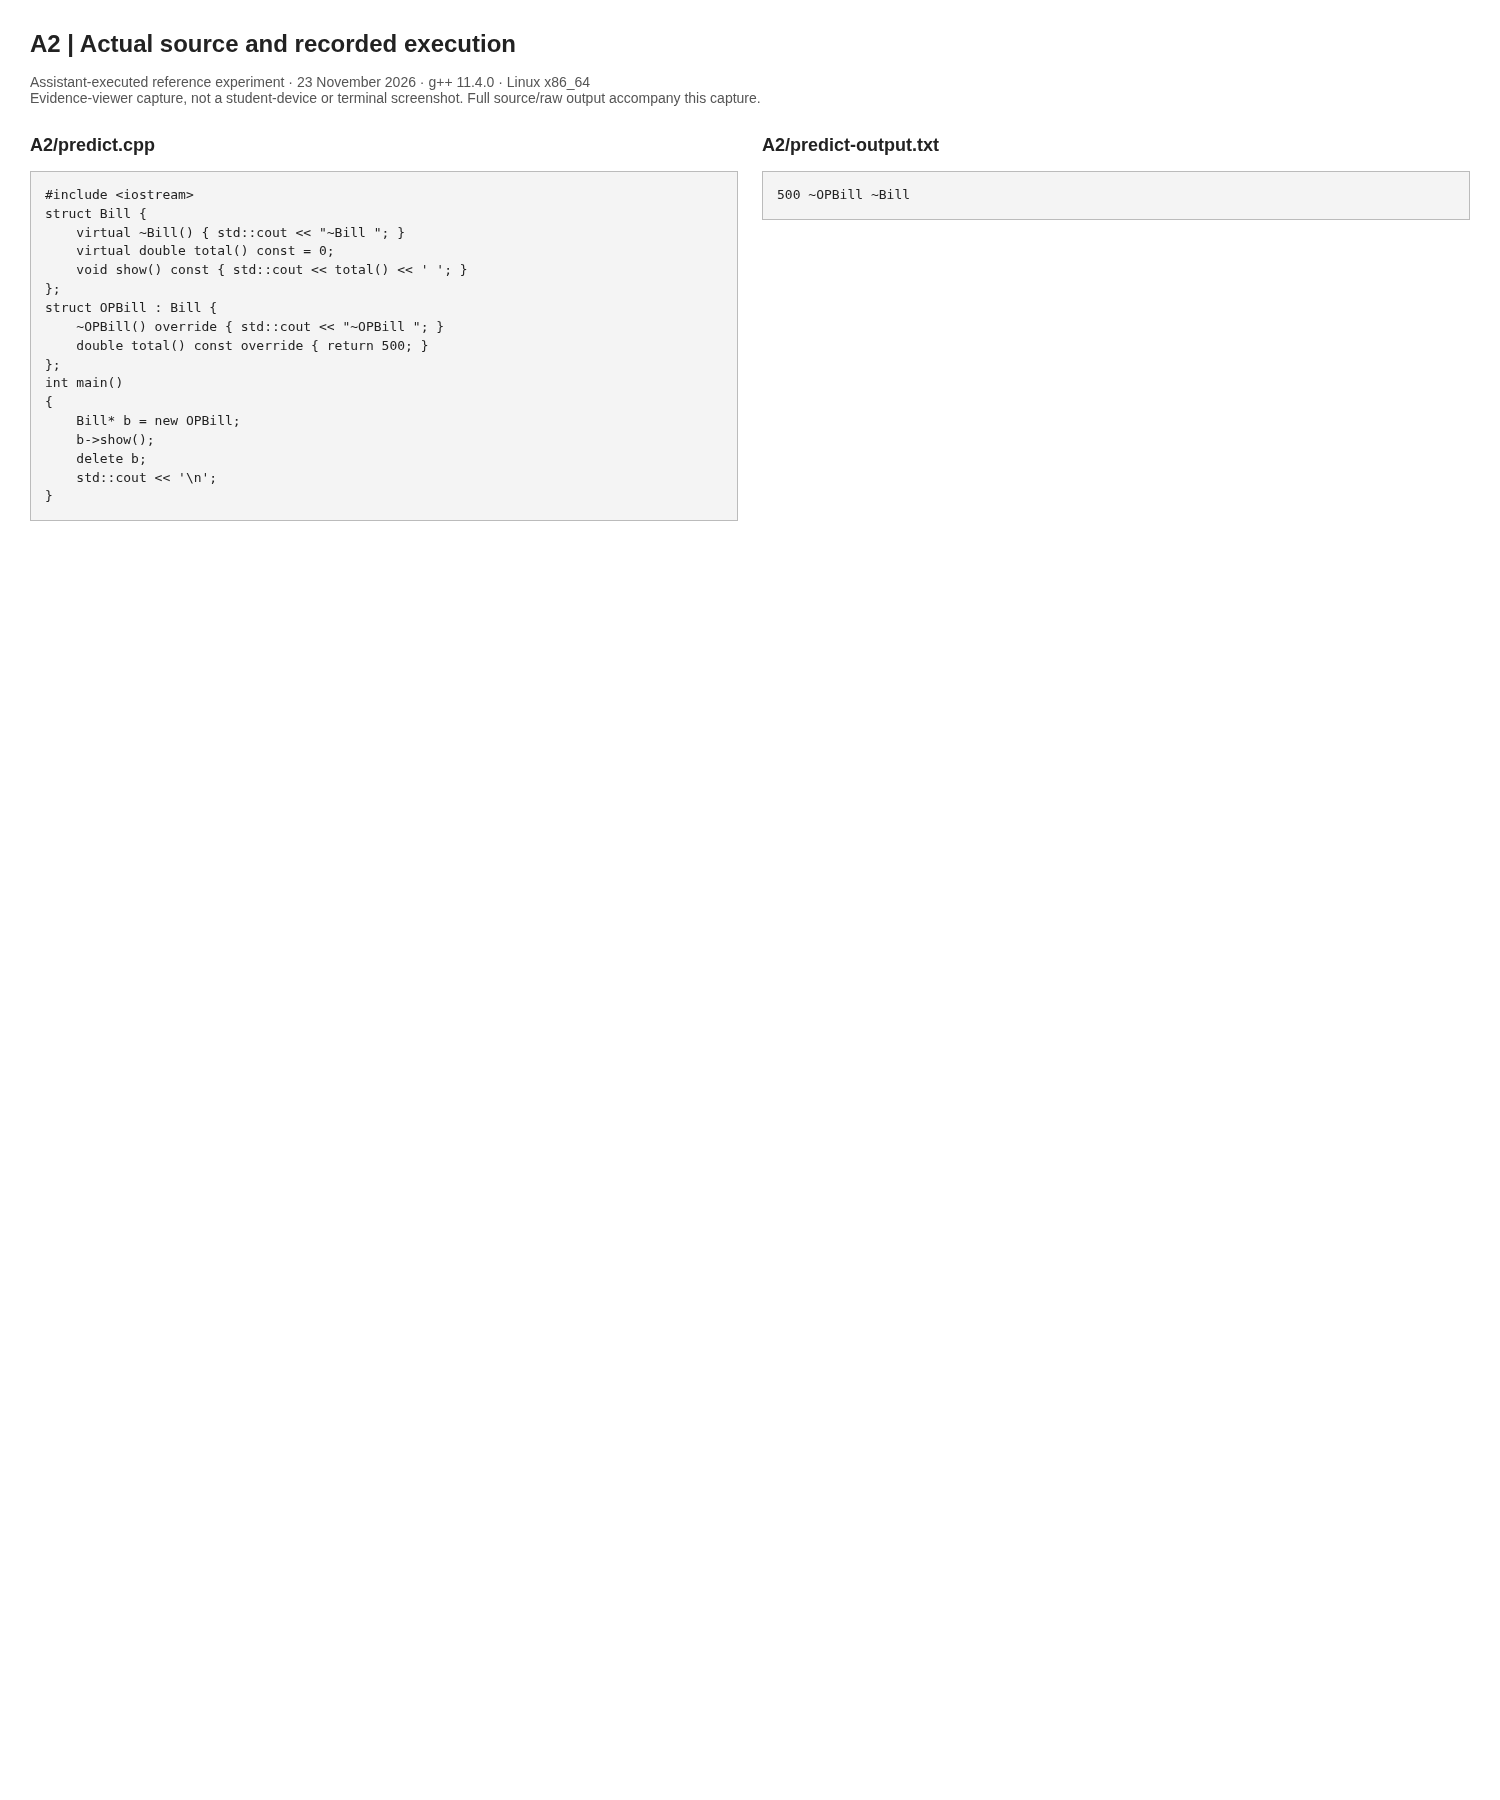 A2 | Actual source and recorded execution
Assistant-executed reference experiment · 23 November 2026 · g++ 11.4.0 · Linux x86_64
Evidence-viewer capture, not a student-device or terminal screenshot. Full source/raw output accompany this capture.
A2/predict.cpp
#include <iostream>
struct Bill {
    virtual ~Bill() { std::cout << "~Bill "; }
    virtual double total() const = 0;
    void show() const { std::cout << total() << ' '; }
};
struct OPBill : Bill {
    ~OPBill() override { std::cout << "~OPBill "; }
    double total() const override { return 500; }
};
int main()
{
    Bill* b = new OPBill;
    b->show();
    delete b;
    std::cout << '\n';
}
A2/predict-output.txt
500 ~OPBill ~Bill